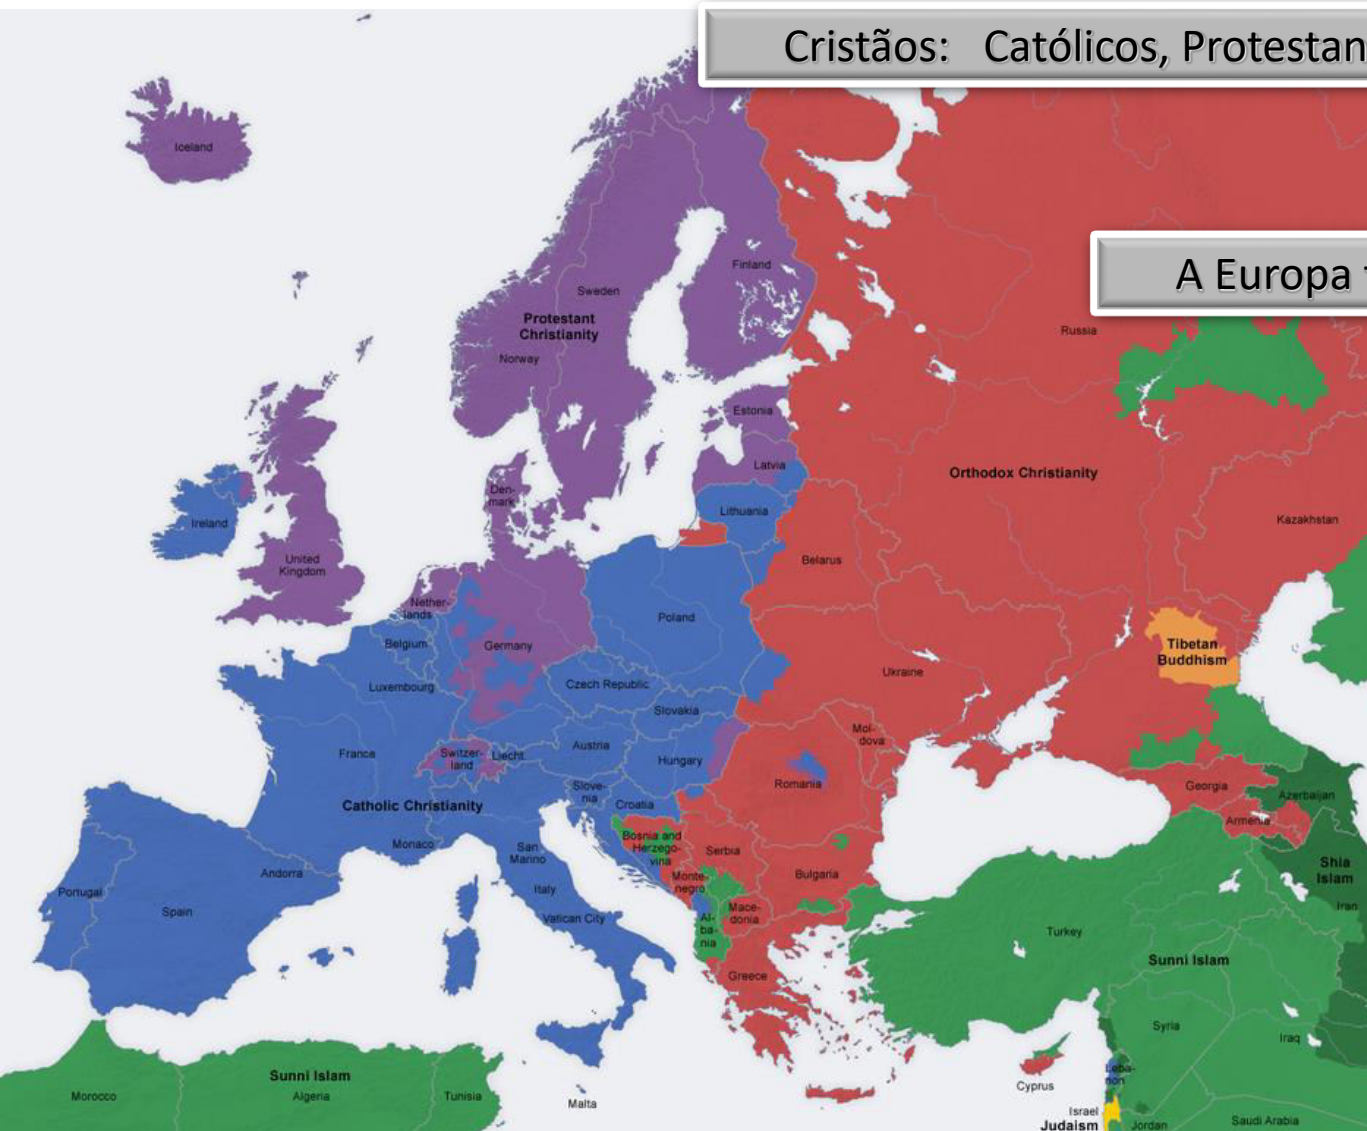 Cristãos: Católicos, Protestan
Iceland
A Europa
Finland
Sweden
Protestant
Christianity
Norway
Russia
Estonia
Latvia
Orthodox Christianity
Den-
mark
Lithuania
Ireland
Kazakhstan
United
Kingdom
Belarus
Nether-
lands
Poland
Belgium
Germany
Tibetan
Buddhism
Ukraine
Luxembourg
Czech Republic
Slovakia
Mol-
dova
France
Switzer-
land
Liecht.
Austria
Hungary
Romania
Georgia
Slove-
nia
Azerbaijan
Catholic Christianity
Croatia
Armenia
Bosnia and
Herzego-
vina
Monaco
San
Marino
Serbia
Shia
Islam
Andorra
Monte-
negro
Bulgaria
Portugal
Spain
Italy
Iran
Vatican City
Al-
ba-
nia
Mace-
donia
Turkey
Sunni Islam
Greece
Syria
Iraq
Sunni Islam
Morocco
Algeria
Tunisia
Malta
Cyprus
Leba-
non
Israel
Judaism
Jordan
Saudi Arabia